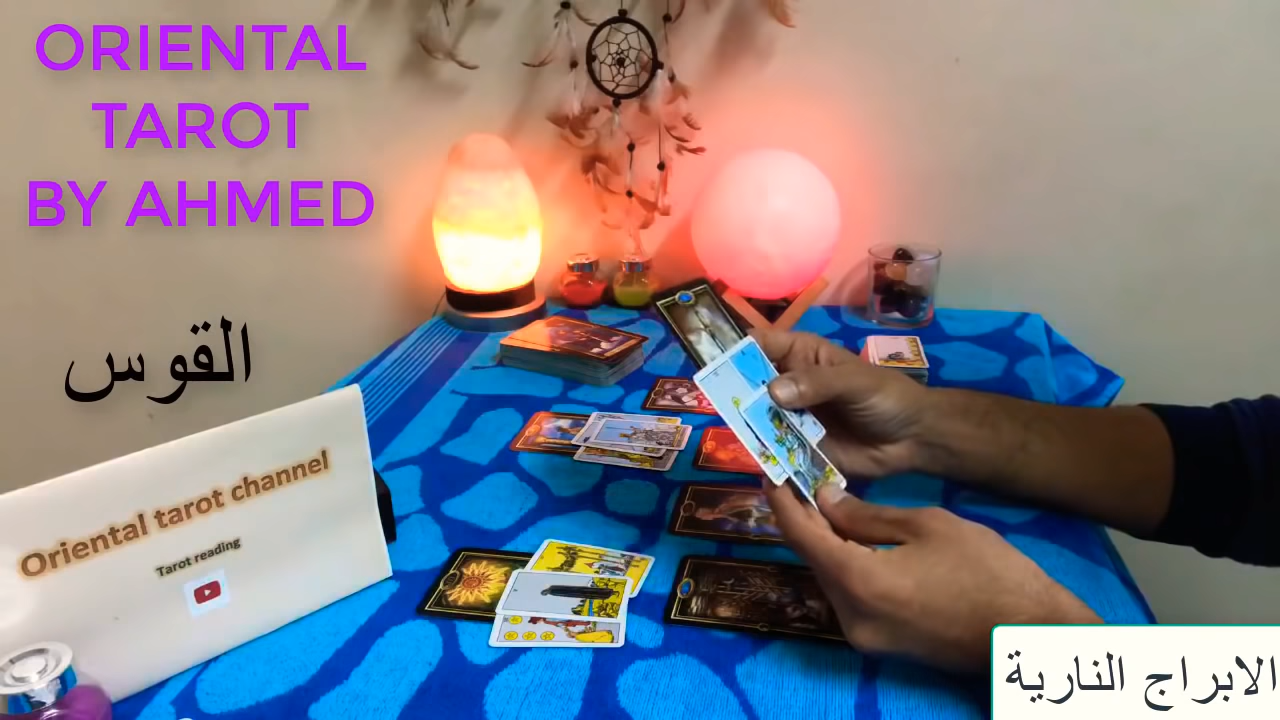 ORIENTAL
TAROT
BY AHMED
القوس
Oriental tarot channel
Tarot reading
الابراج النارية